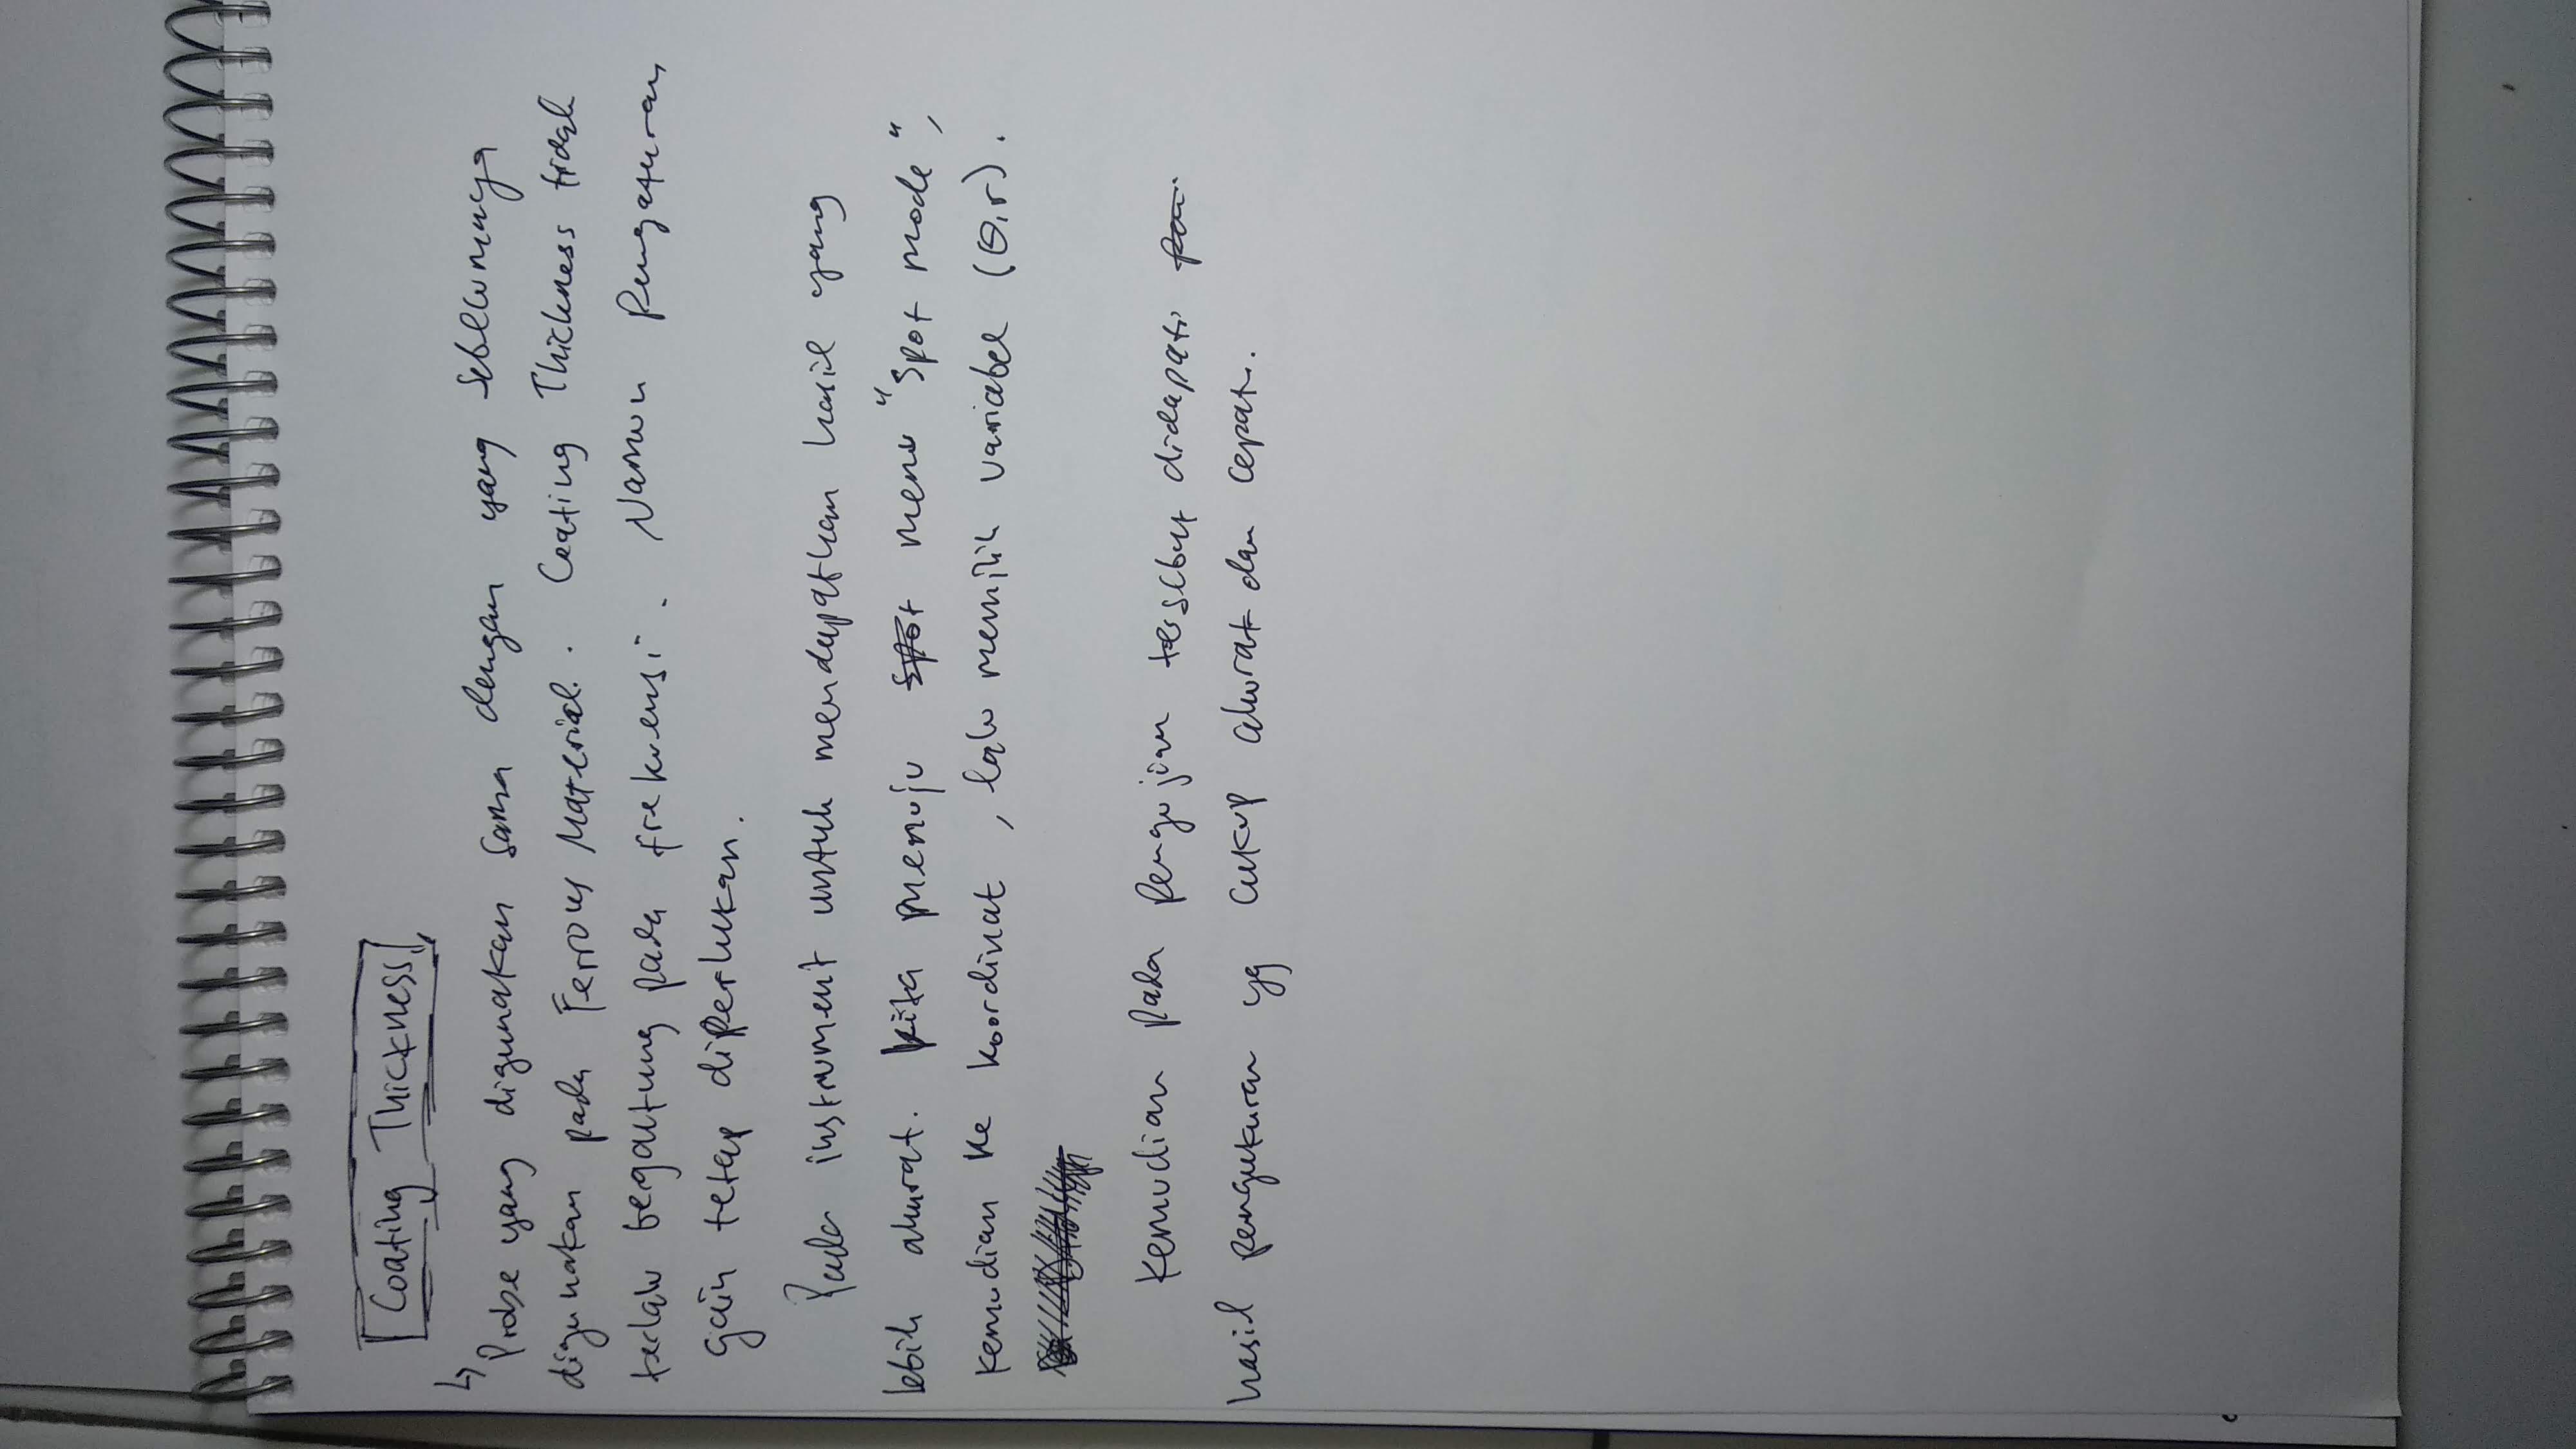 Coating Thickness
↳ Probe yang digunakan sama dengan yang sebelumnya
digunakan pada Ferrous Material. Coating Thickness tidak
terlalu bergantung pada frekuensi. Namun pengaturan
gain tetap diperlukan.
Pada instrument untuk mendapatkan hasil yang
lebih akurat. Kita menuju spot menu "Spot mode",
kemudian ke koordinat, lalu memilih variabel (θ,r).
Kemudian pada pengujian tersebut didapati
hasil pengukuran yg cukup akurat dan cepat.